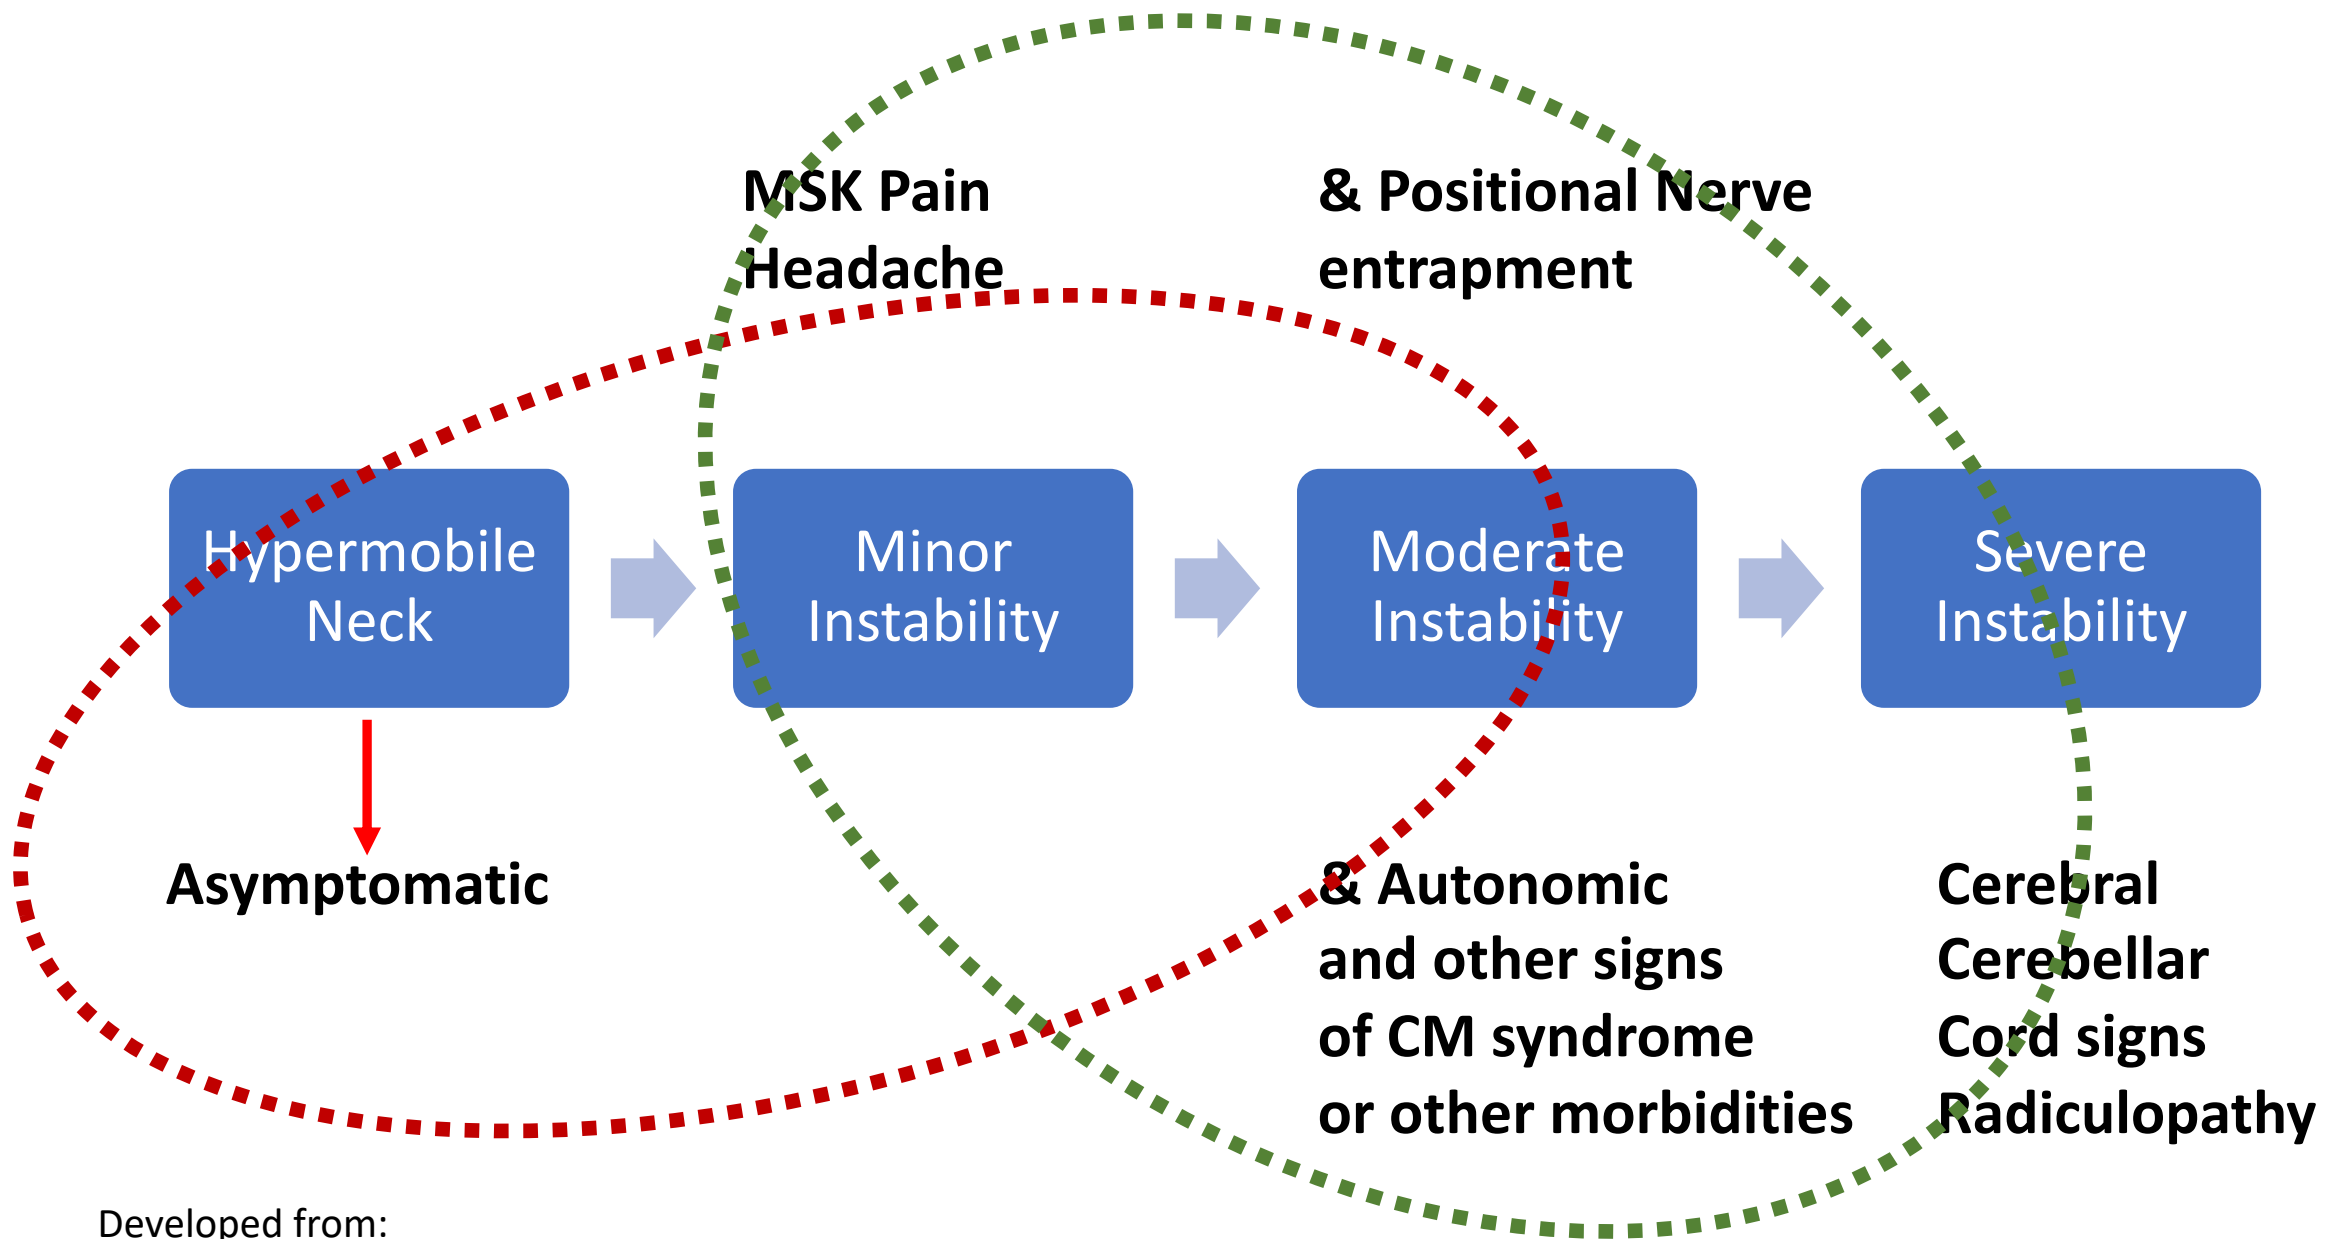 MSK Pain
Headache
& Positional Nerve
entrapment
Hypermobile
Neck
Minor
Instability
Moderate
Instability
Severe
Instability
Asymptomatic
& Autonomic
and other signs
of CM syndrome
or other morbidities
Cerebral
Cerebellar
Cord signs
Radiculopathy
Developed from: